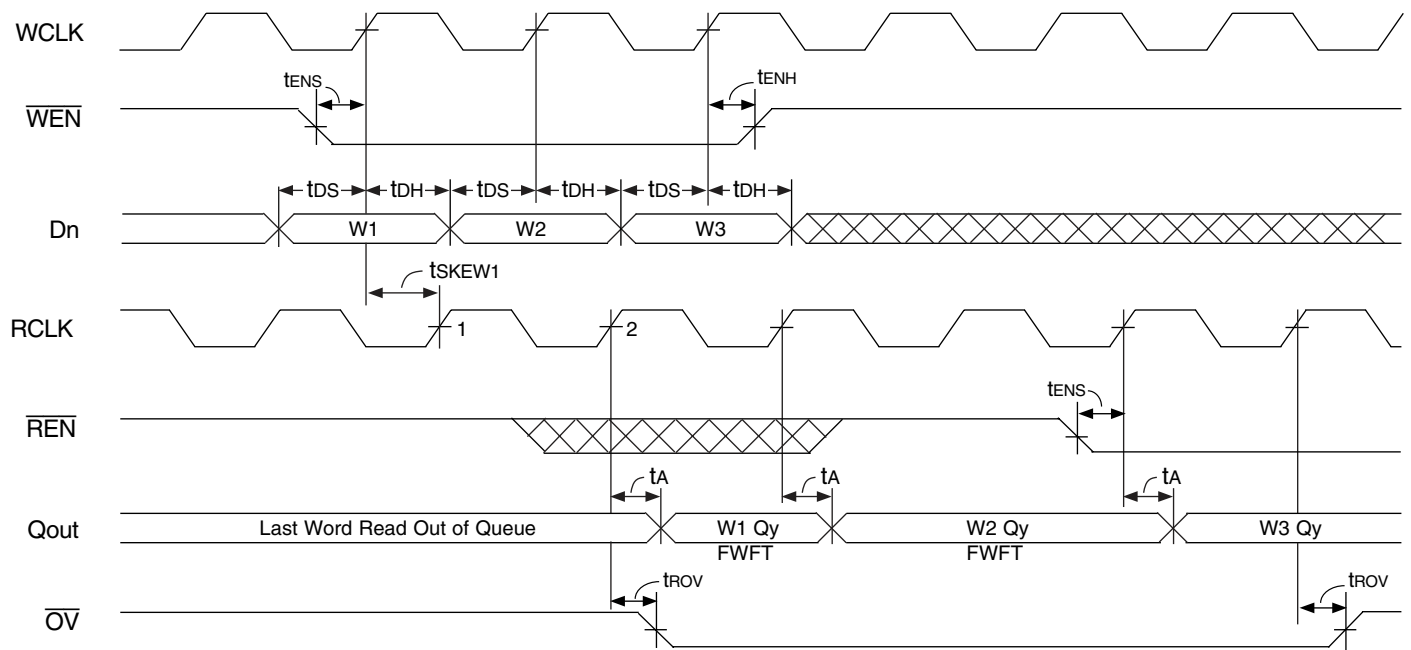 WCLK
tENS
tENH
WEN
tDS tDH tDS tDH tDS tDH
Dn W1 W2 W3
tSKEW1
RCLK 1 2
tENS
REN
tA tA tA
Qout Last Word Read Out of Queue W1 Qy W2 Qy W3 Qy
FWFT FWFT
tROV tROV
OV